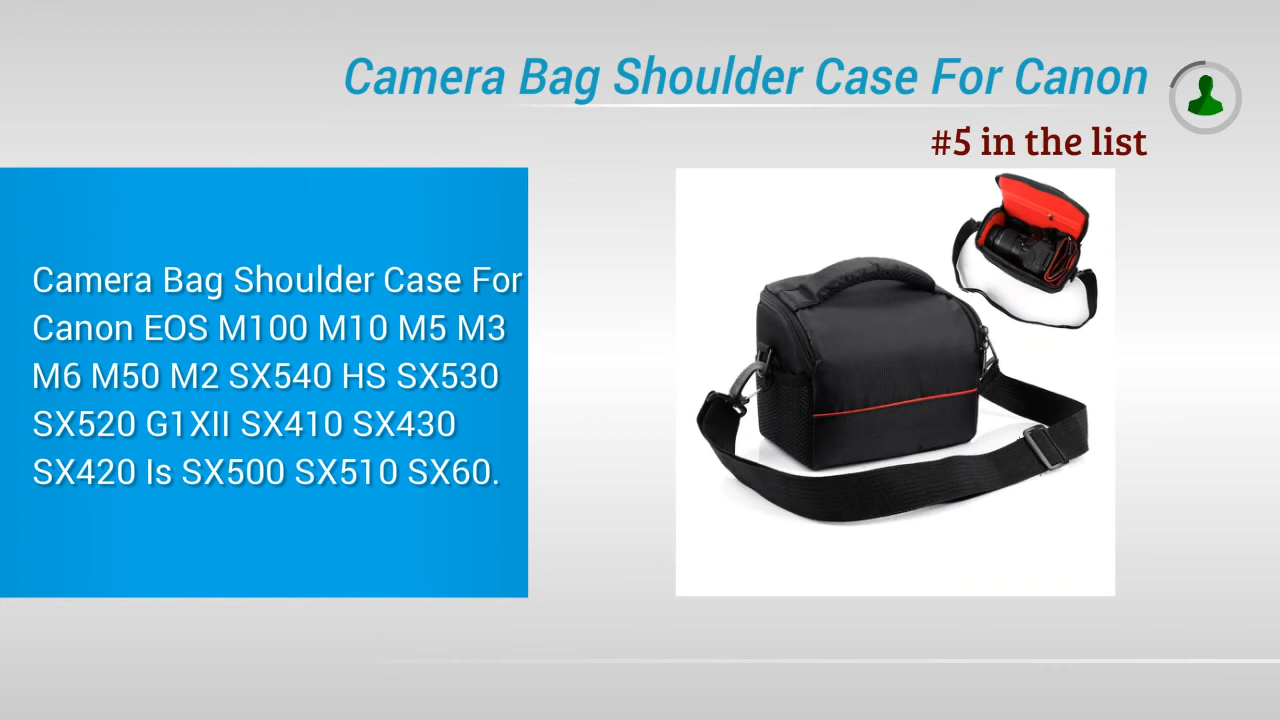 Camera Bag Shoulder Case For Canon
#5 in the list
Camera Bag Shoulder Case For
Canon EOS M100 M10 M5 M3
M6 M50 M2 SX540 HS SX530
SX520 G1XII SX410 SX430
SX420 Is SX500 SX510 SX60.